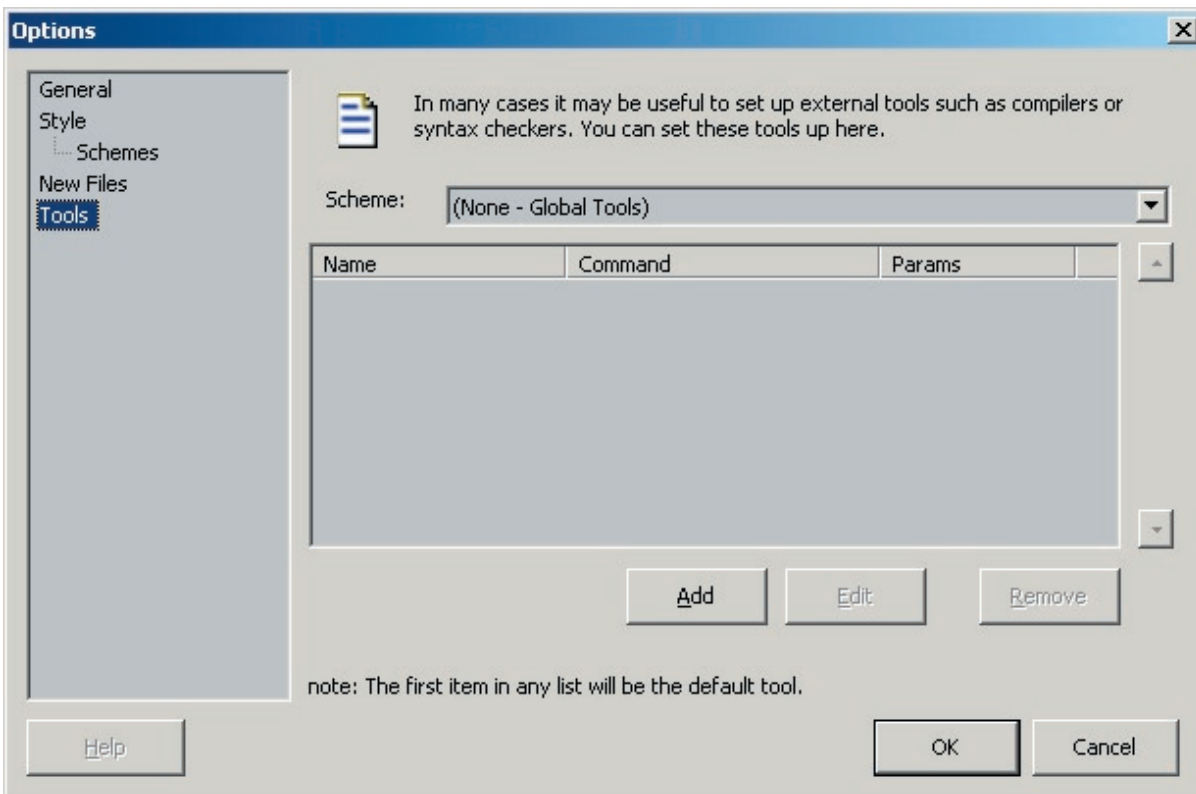 Options
General
Style
Schemes
New Files
Tools
In many cases it may be useful to set up external tools such as compilers or
syntax checkers. You can set these tools up here.
Scheme:
(None - Global Tools)
Name Command Params
Add Edit Remove
note: The first item in any list will be the default tool.
Help OK Cancel